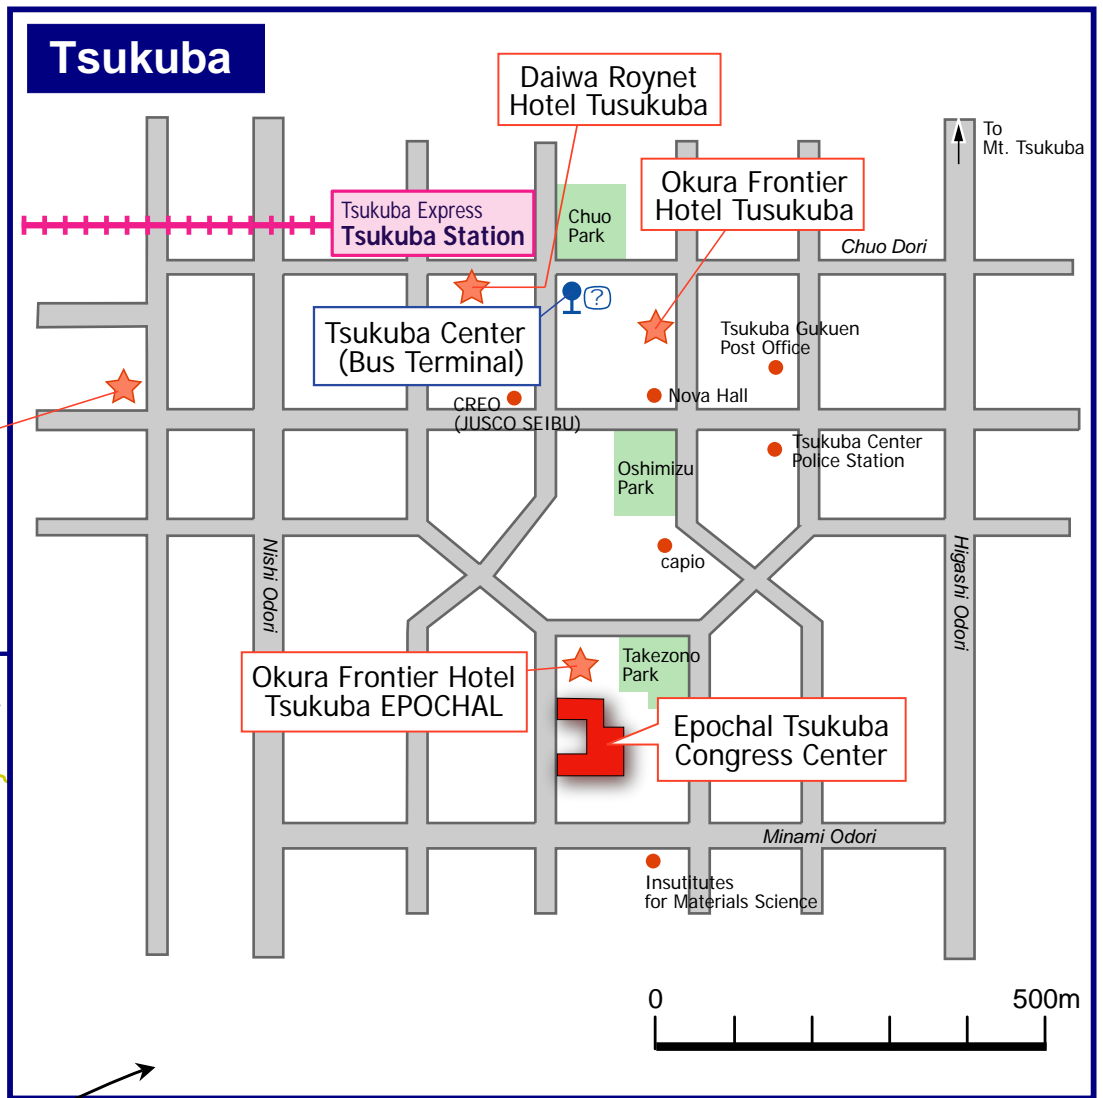 Tsukuba
Daiwa Roynet
Hotel Tusukuba
To
Mt. Tsukuba
Okura Frontier
Hotel Tusukuba
Tsukuba Express
Tsukuba Station
Chuo
Park
Chuo Dori
?
Tsukuba Center
(Bus Terminal)
Tsukuba Gukuen
Post Office
CREO
(JUSCO SEIBU)
Nova Hall
Tsukuba Center
Police Station
Oshimizu
Park
capio
Nishi Odori
Higashi Odori
Okura Frontier Hotel
Tsukuba EPOCHAL
Takezono
Park
Epochal Tsukuba
Congress Center
Minami Odori
Insutitutes
for Materials Science
0
500m